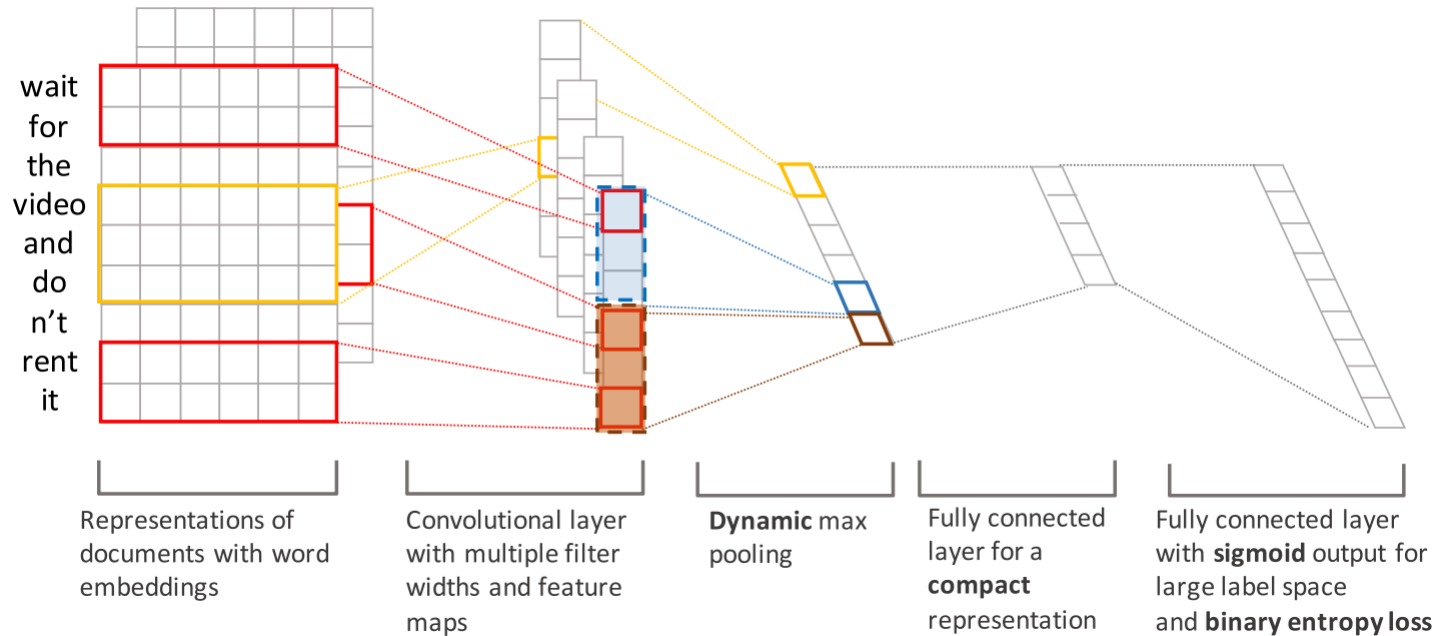 wait
for
the
video
and
do
n't
rent
it
Representations of
documents with word
embeddings
Convolutional layer
with multiple filter
widths and feature
maps
Dynamic max
pooling
Fully connected
layer for a
compact
representation
Fully connected layer
with sigmoid output for
large label space
and binary entropy loss